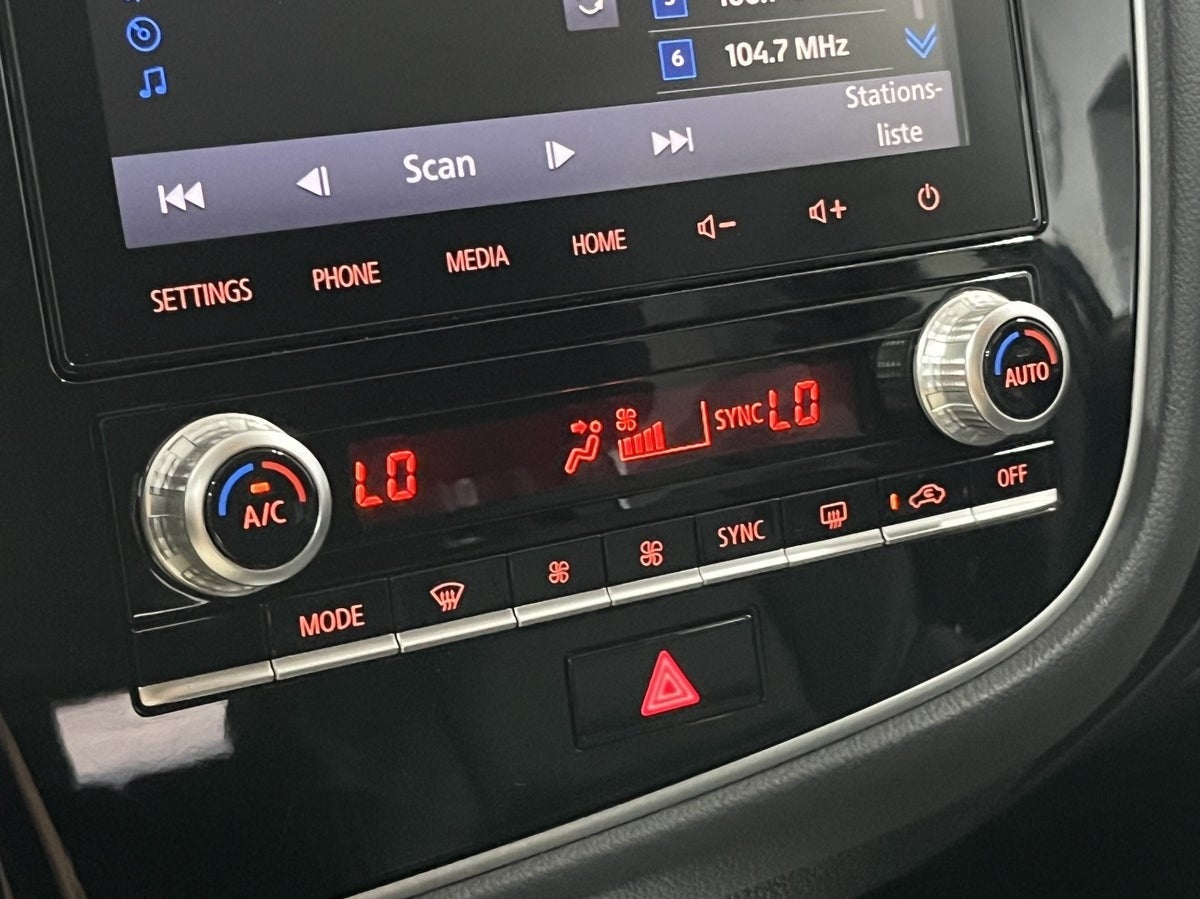 6 104.7 MHz
Stations-
liste
Scan
SETTINGS PHONE MEDIA HOME
AUTO
LO SYNC LO
A/C
MODE SYNC OFF